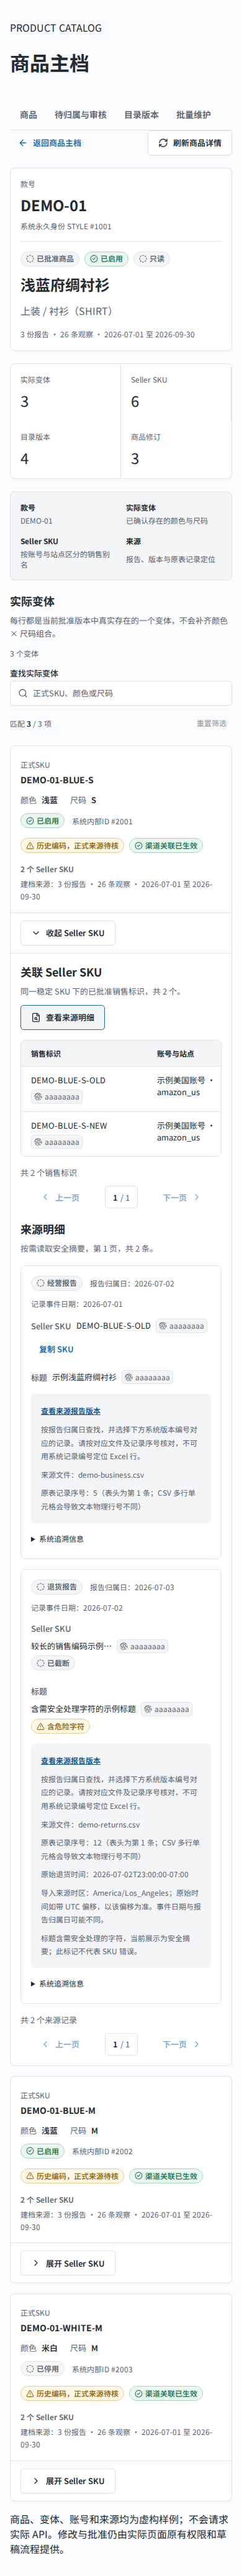 PRODUCT CATALOG
商品主档
商品 待归属与审核 目录版本 批量维护
返回商品主档 刷新商品详情
款号
DEMO-01
系统永久身份 STYLE #1001
已批准商品 已启用 只读
浅蓝府绸衬衫
上装 / 衬衫（SHIRT）
3 份报告 • 26 条观察 • 2026-07-01 至 2026-09-30
实际变体 Seller SKU
3 6
目录版本 商品修订
4 3
款号 实际变体
DEMO-01 已确认存在的颜色与尺码
Seller SKU 来源
按账号与站点区分的销售别 报告、版本与原表记录定位
名
实际变体
每行都是当前批准版本中真实存在的一个变体，不会补齐颜色
× 尺码组合。
3 个变体
查找实际变体
正式SKU、颜色或尺码
匹配 3 / 3 项 重置筛选
正式SKU
DEMO-01-BLUE-S
颜色 浅蓝 尺码 S
已启用 系统内部ID #2001
历史编码，正式来源待核 渠道关联已生效
2 个 Seller SKU
建档来源：3 份报告 • 26 条观察 • 2026-07-01 至 2026-
09-30
收起 Seller SKU
关联 Seller SKU
同一稳定 SKU 下的已批准销售标识，共 2 个。
查看来源明细
销售标识 账号与站点
DEMO-BLUE-S-OLD 示例美国账号 •
aaaaaaaa amazon_us
DEMO-BLUE-S-NEW 示例美国账号 •
aaaaaaaa amazon_us
共 2 个销售标识
上一页 1 / 1 下一页
来源明细
按需读取安全摘要，第 1 页，共 2 条。
经营报告 报告归属日：2026-07-02
记录事件日期：2026-07-01
Seller SKU DEMO-BLUE-S-OLD aaaaaaaa
复制 SKU
标题 示例浅蓝府绸衬衫 aaaaaaaa
查看来源报告版本
按报告归属日查找，并选择下方系统版本编号对
应的记录。请按对应文件及记录序号核对，不可
用系统记录编号定位 Excel 行。
来源文件：demo-business.csv
原表记录序号：5（表头为第 1 条；CSV 多行单
元格会导致文本物理行号不同）
系统追溯信息
退货报告 报告归属日：2026-07-03
记录事件日期：2026-07-02
Seller SKU
较长的销售编码示例… aaaaaaaa
已截断
标题
含需安全处理字符的示例标题 aaaaaaaa
含危险字符
查看来源报告版本
按报告归属日查找，并选择下方系统版本编号对
应的记录。请按对应文件及记录序号核对，不可
用系统记录编号定位 Excel 行。
来源文件：demo-returns.csv
原表记录序号：12（表头为第 1 条；CSV 多行单
元格会导致文本物理行号不同）
原始退货时间：2026-07-02T23:00:00-07:00
导入来源时区：America/Los_Angeles；原始时
间如带 UTC 偏移，以该偏移为准。事件日期与报
告归属日可能不同。
标题含需安全处理的字符，当前展示为安全摘
要；此标记不代表 SKU 错误。
系统追溯信息
共 2 个来源记录
上一页 1 / 1 下一页
正式SKU
DEMO-01-BLUE-M
颜色 浅蓝 尺码 M
已启用 系统内部ID #2002
历史编码，正式来源待核 渠道关联已生效
2 个 Seller SKU
建档来源：3 份报告 • 26 条观察 • 2026-07-01 至 2026-
09-30
展开 Seller SKU
正式SKU
DEMO-01-WHITE-M
颜色 米白 尺码 M
已停用 系统内部ID #2003
历史编码，正式来源待核 渠道关联已生效
2 个 Seller SKU
建档来源：3 份报告 • 26 条观察 • 2026-07-01 至 2026-
09-30
展开 Seller SKU
商品、变体、账号和来源均为虚构样例；不会请求
实际 API。修改与批准仍由实际页面原有权限和草
稿流程提供。